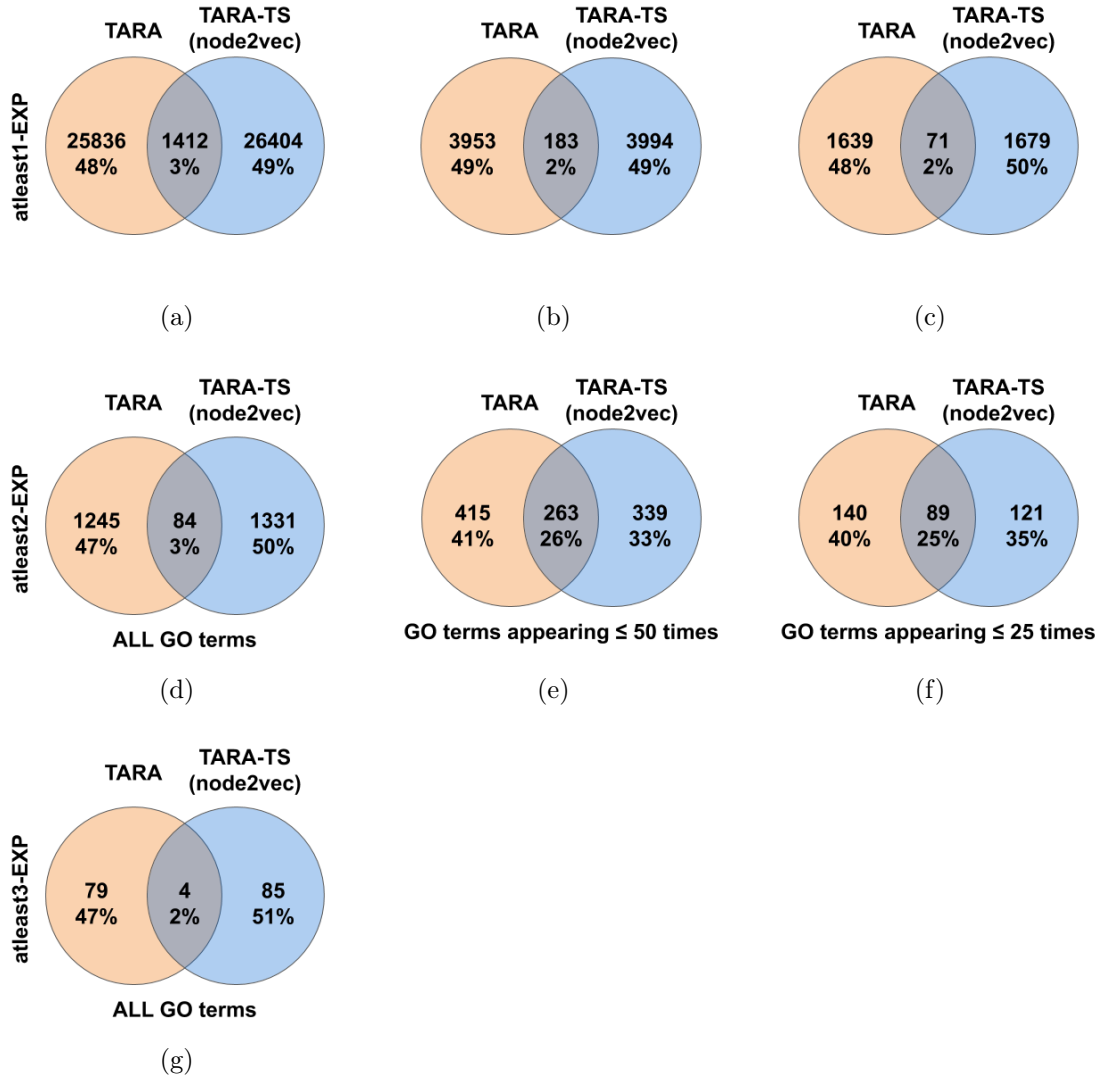 TARA
TARA-TS
(node2vec)
TARA
TARA-TS
(node2vec)
TARA
TARA-TS
(node2vec)
atleast1-EXP
25836 1412 26404
48% 3% 49%
3953 183 3994
49% 2% 49%
1639 71 1679
48% 2% 50%
(a)
(b)
(c)
TARA
TARA-TS
(node2vec)
TARA
TARA-TS
(node2vec)
TARA
TARA-TS
(node2vec)
atleast2-EXP
1245 84 1331
47% 3% 50%
415 263 339
41% 26% 33%
140 89 121
40% 25% 35%
ALL GO terms
GO terms appearing ≤ 50 times
GO terms appearing ≤ 25 times
(d)
(e)
(f)
TARA
TARA-TS
(node2vec)
atleast3-EXP
79 4 85
47% 2% 51%
ALL GO terms
(g)